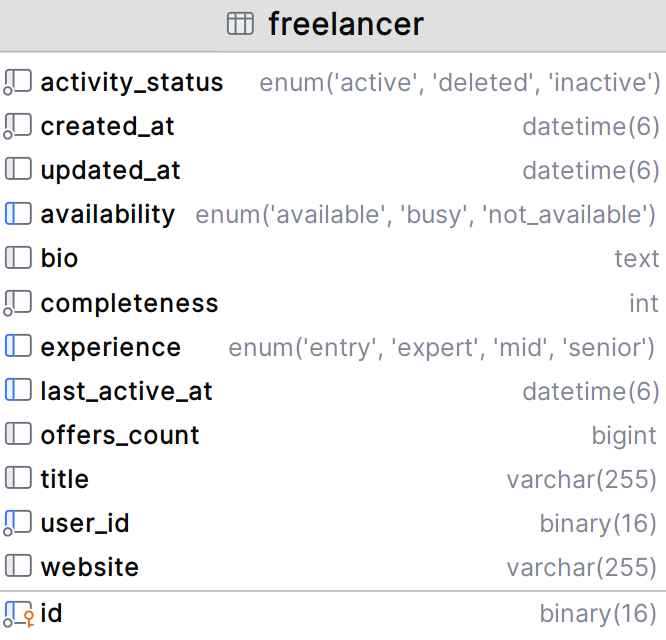 freelancer
activity_status enum('active', 'deleted', 'inactive')
created_at datetime(6)
updated_at datetime(6)
availability enum('available', 'busy', 'not_available')
bio text
completeness int
experience enum('entry', 'expert', 'mid', 'senior')
last_active_at datetime(6)
offers_count bigint
title varchar(255)
user_id binary(16)
website varchar(255)
id binary(16)